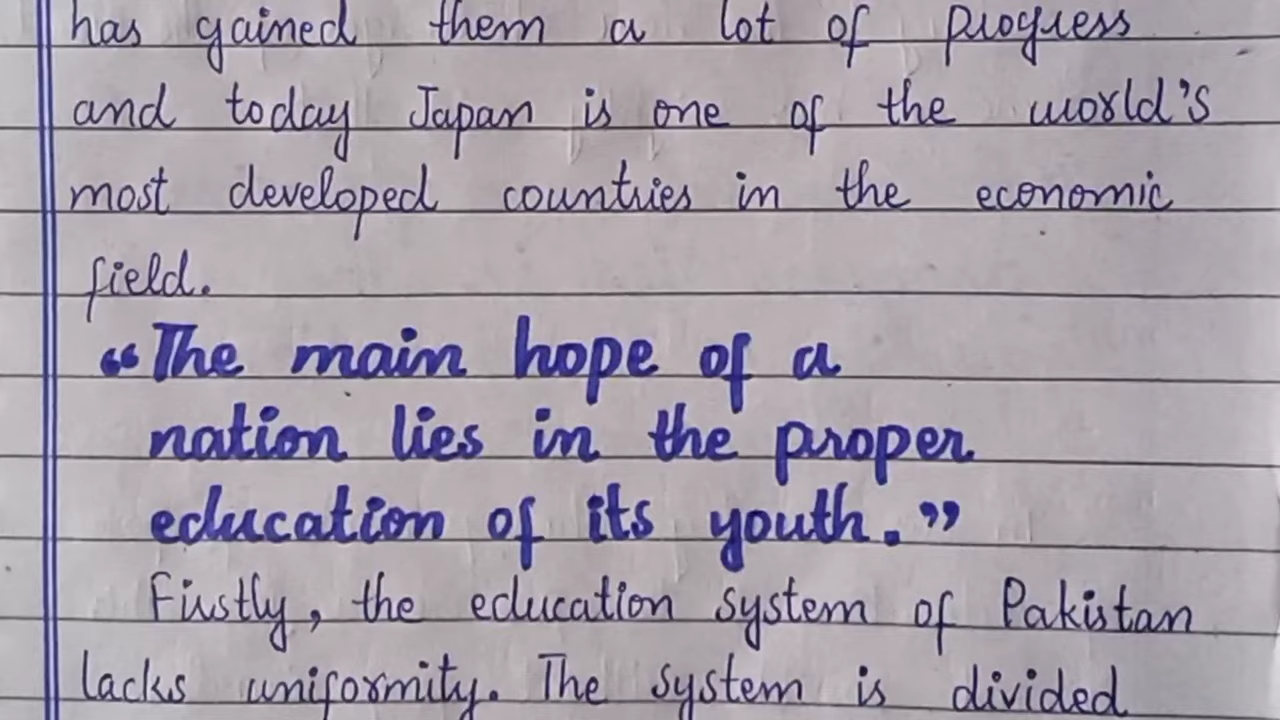 has gained them a lot of progress
and today Japan is one of the world's
most developed countries in the economic
field.
“The main hope of a
nation lies in the proper
education of its youth.”
Firstly, the education system of Pakistan
lacks uniformity. The system is divided